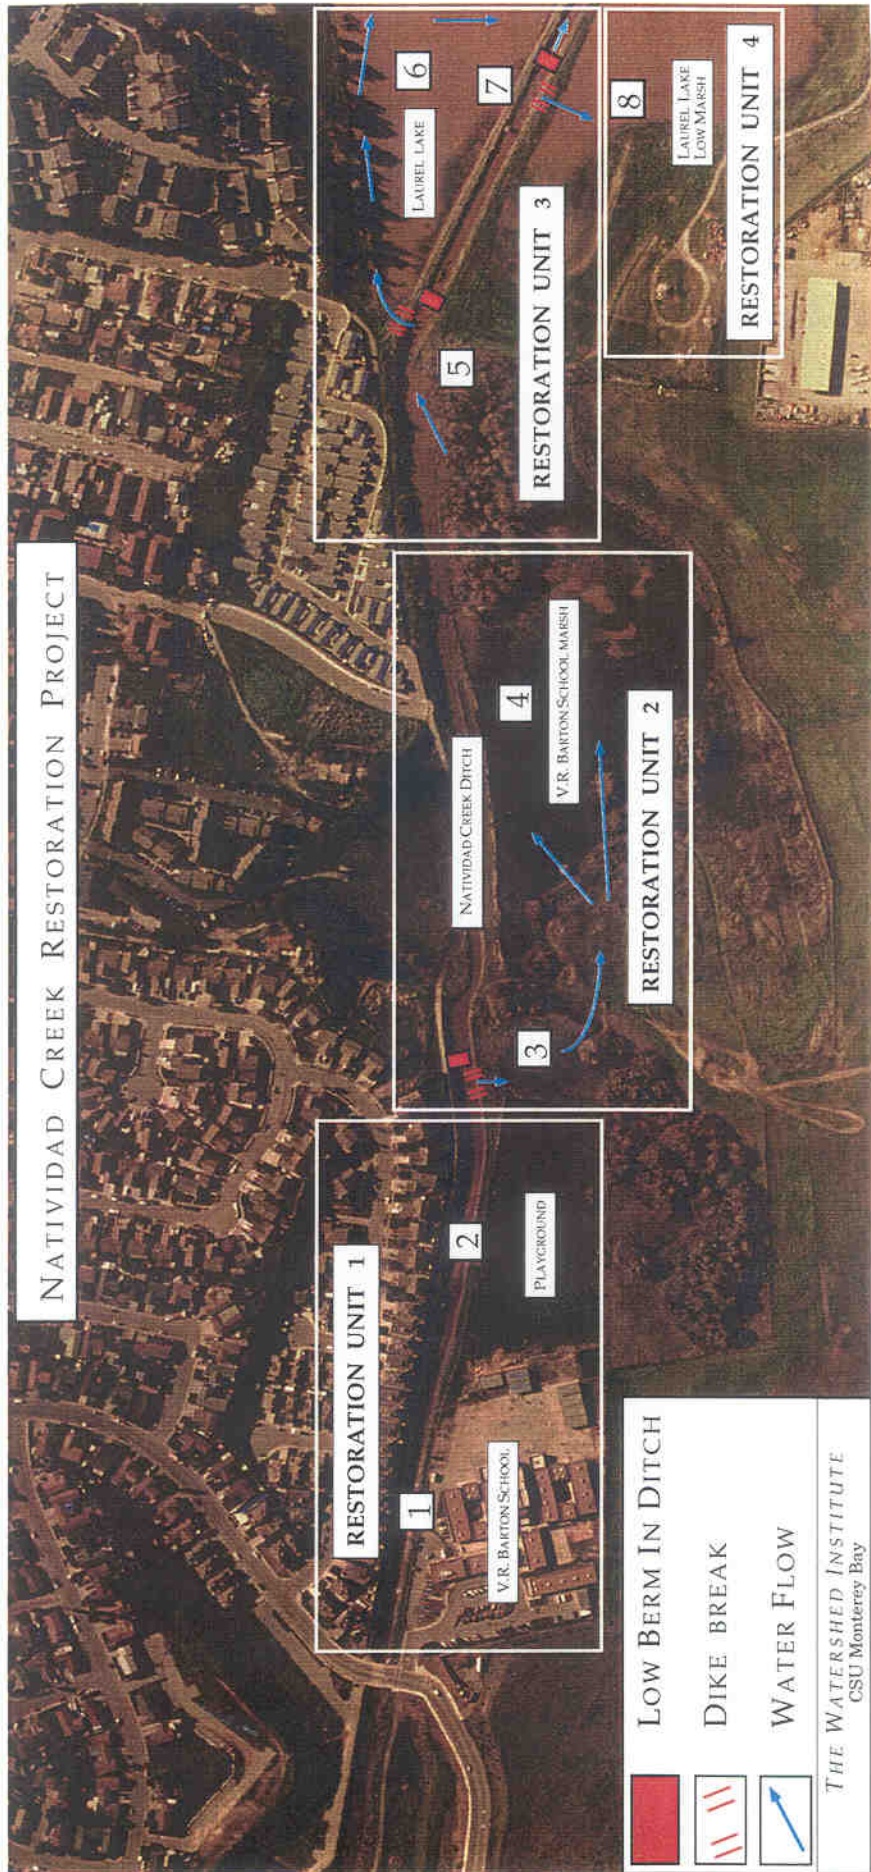 NATIVIDAD CREEK RESTORATION PROJECT
RESTORATION UNIT 1
1
V.R. BARTON SCHOOL
2
PLAYGROUND
NATIVIDAD CREEK DITCH
3
4
V.R. BARTON SCHOOL MARSH
RESTORATION UNIT 2
5
6
LAUREL LAKE
7
RESTORATION UNIT 3
8
LAUREL LAKE
LOW MARSH
RESTORATION UNIT 4
LOW BERM IN DITCH
DIKE BREAK
WATER FLOW
THE WATERSHED INSTITUTE
CSU Monterey Bay